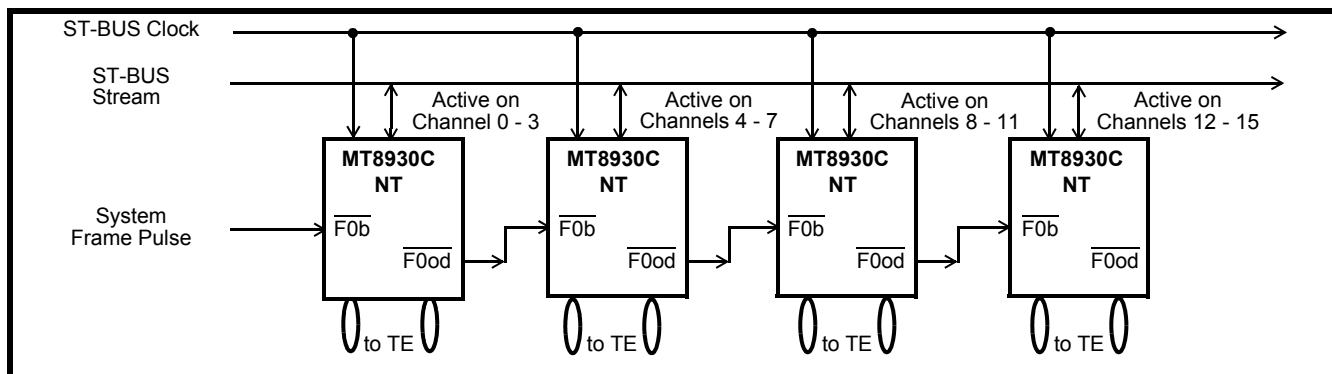 ST-BUS Clock
ST-BUS
Stream
Active on
Channel 0 - 3
Active on
Channels 4 - 7
Active on
Channels 8 - 11
Active on
Channels 12 - 15
MT8930C
NT
MT8930C
NT
MT8930C
NT
MT8930C
NT
System
Frame Pulse
F0b
F0od
F0b
F0od
F0b
F0od
F0b
F0od
to TE
to TE
to TE
to TE